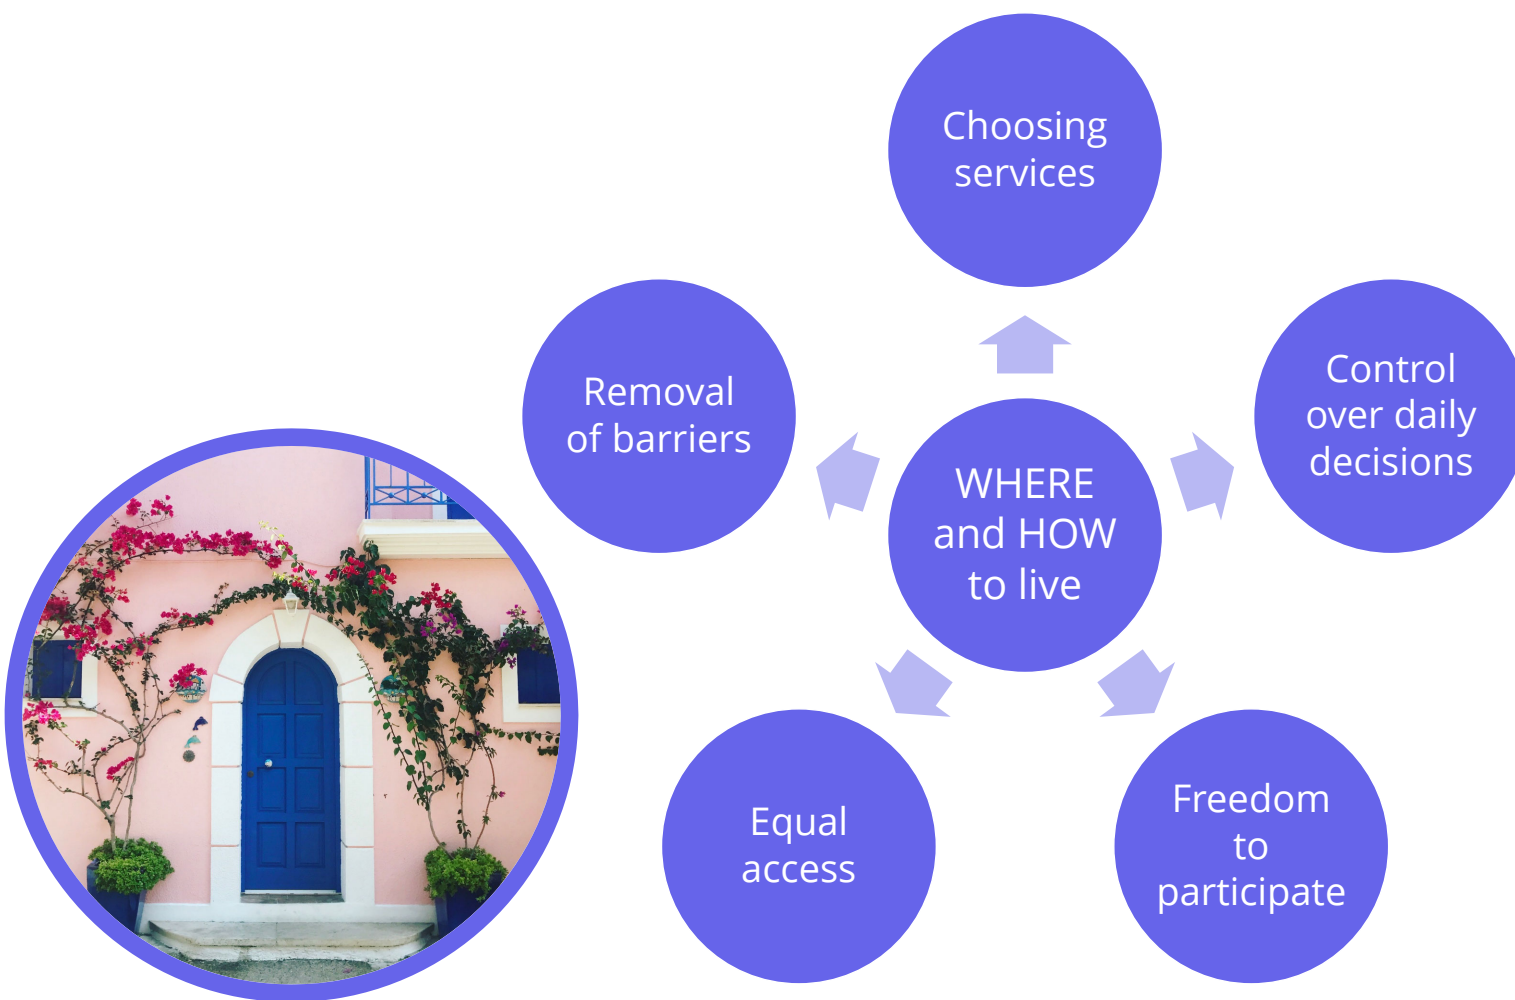 Choosing
services
Removal
of barriers
Control
over daily
decisions
WHERE
and HOW
to live
Equal
access
Freedom
to
participate